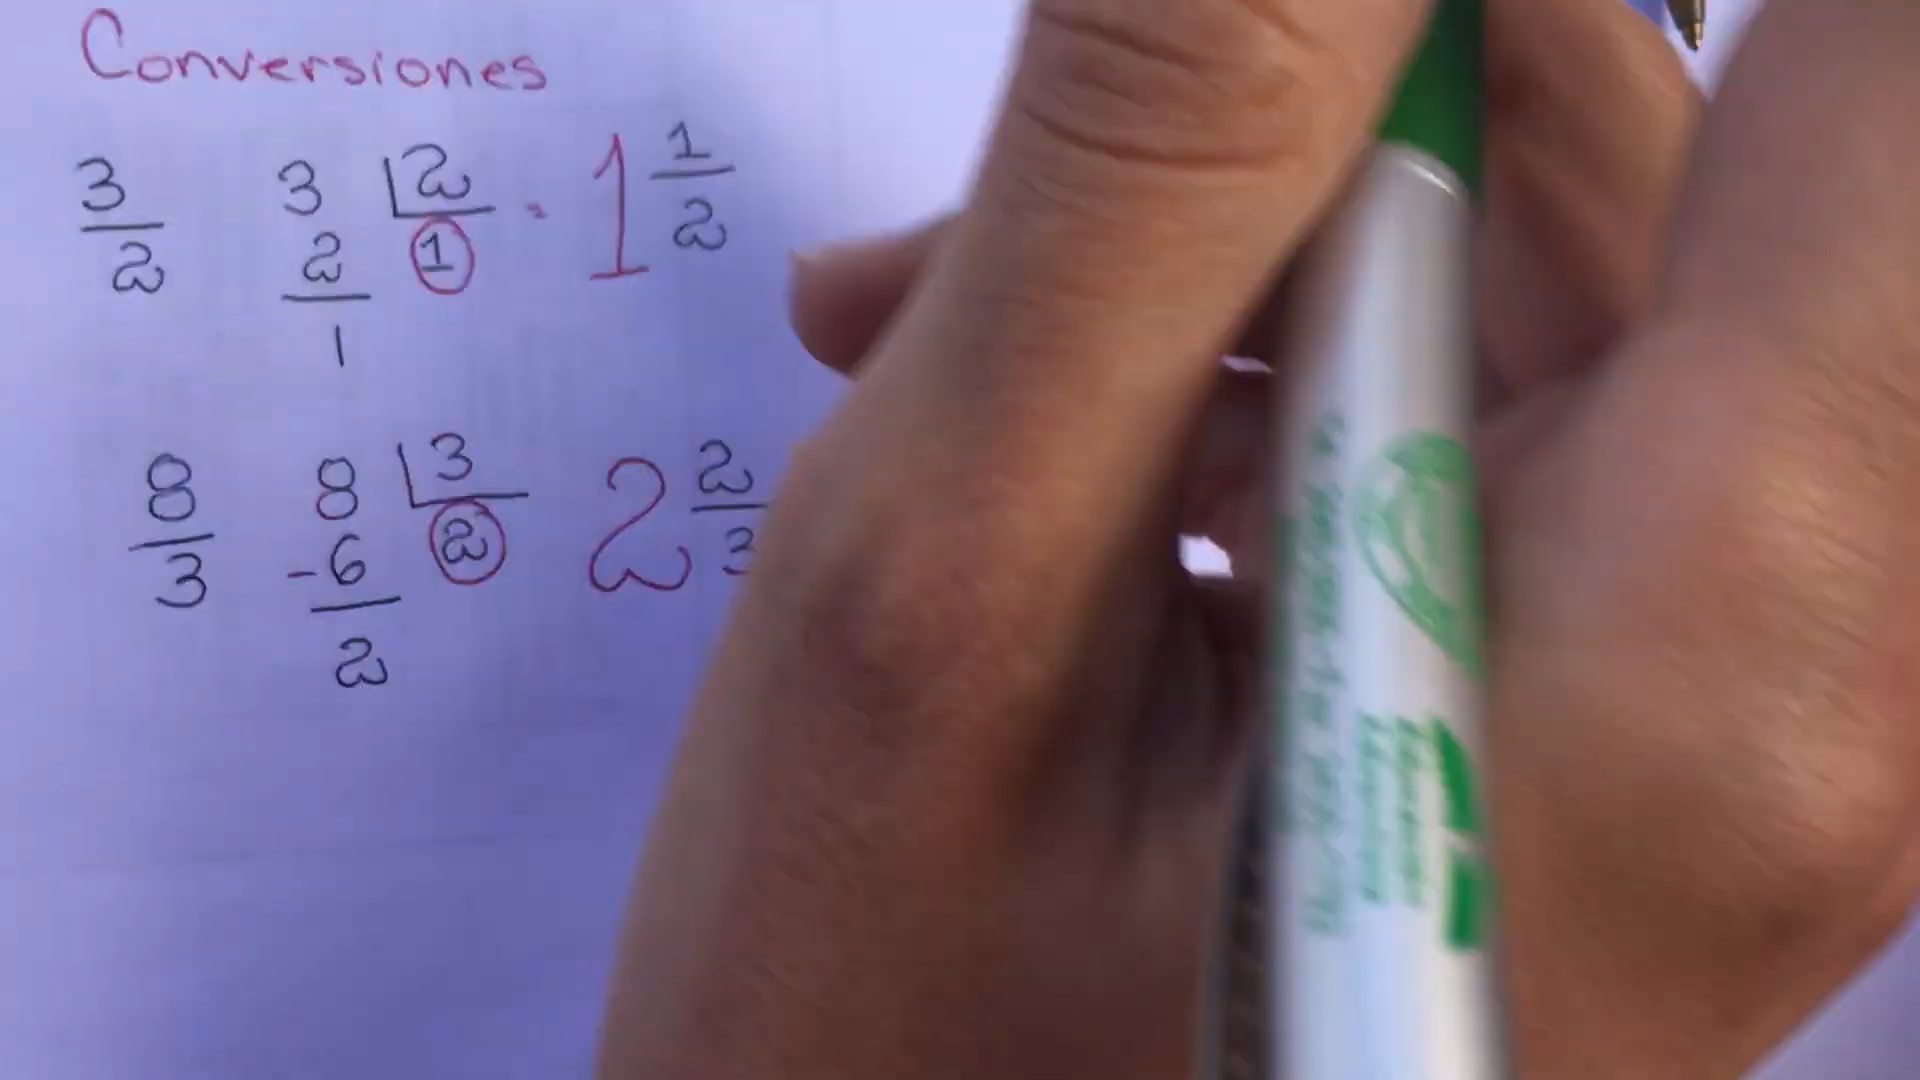 Conversiones
3/2 3 2 1 2 1 = 1 1/2
8/3 8 3 2 -6 2 2 2/3